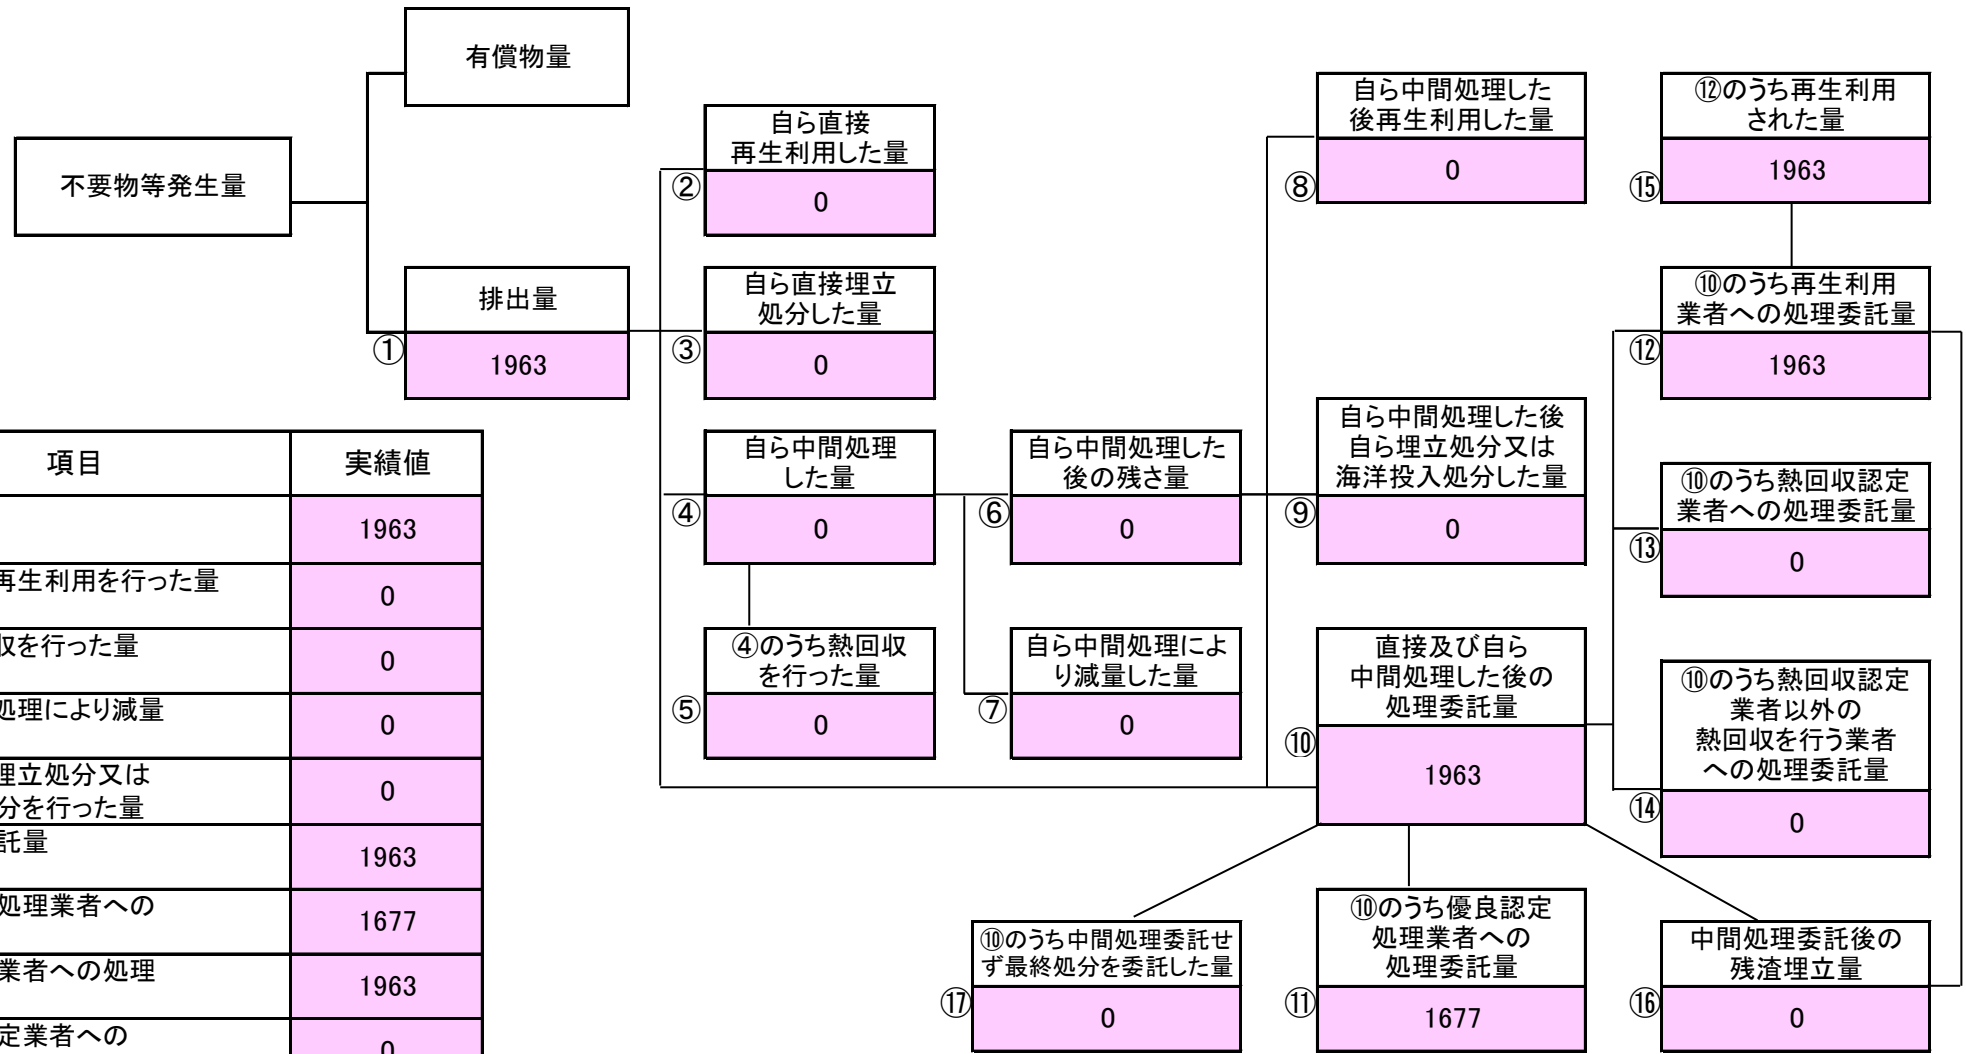 有償物量
不要物等発生量
排出量
①
1963
自ら直接
再生利用した量
②
0
自ら直接埋立
処分した量
③
0
自ら中間処理
した量
④
0
④のうち熱回収
を行った量
⑤
0
自ら中間処理した
後の残さ量
⑥
0
自ら中間処理によ
り減量した量
⑦
0
自ら中間処理した
後再生利用した量
⑧
0
自ら中間処理した後
自ら埋立処分又は
海洋投入処分した量
⑨
0
直接及び自ら
中間処理した後の
処理委託量
⑩
1963
⑫のうち再生利用
された量
⑮
1963
⑩のうち再生利用
業者への処理委託量
⑫
1963
⑩のうち熱回収認定
業者への処理委託量
⑬
0
⑩のうち熱回収認定
業者以外の
熱回収を行う業者
への処理委託量
⑭
0
⑩のうち中間処理委託せ
ず最終処分を委託した量
⑰
0
⑩のうち優良認定
処理業者への
処理委託量
⑪
1677
中間処理委託後の
残渣埋立量
⑯
0
項目 実績値
1963
再生利用を行った量
0
を行った量
0
処理により減量
0
埋立処分又は
分を行った量
0
託量
1963
処理業者への
1677
業者への処理
1963
定業者への
0